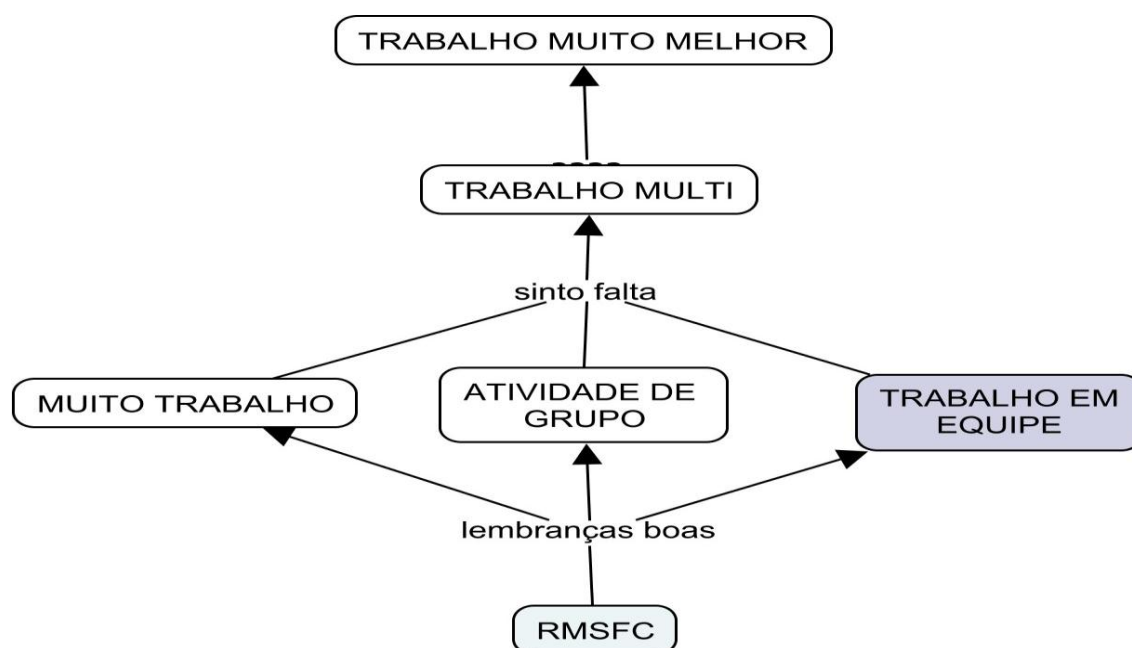 TRABALHO MUITO MELHOR
TRABALHO MULTI
sinto falta
MUITO TRABALHO
ATIVIDADE DE
GRUPO
TRABALHO EM
EQUIPE
lembranças boas
RMSFC